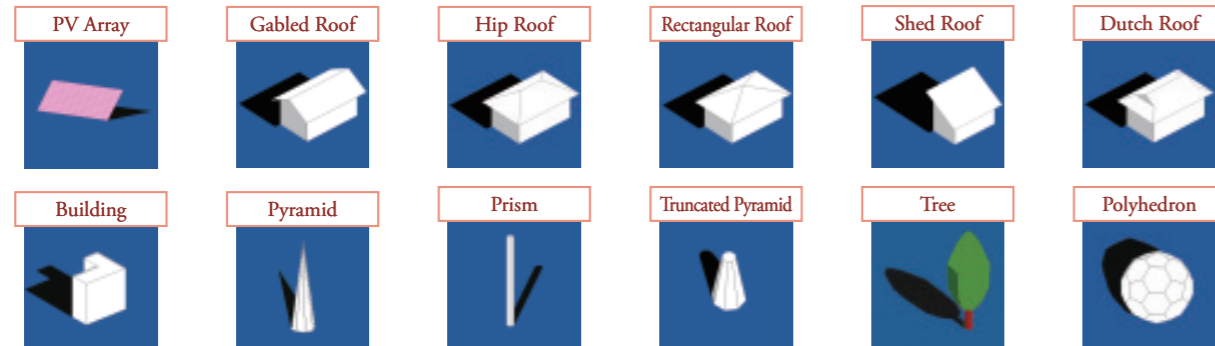 PV Array
Gabled Roof
Hip Roof
Rectangular Roof
Shed Roof
Dutch Roof
Building
Pyramid
Prism
Truncated Pyramid
Tree
Polyhedron